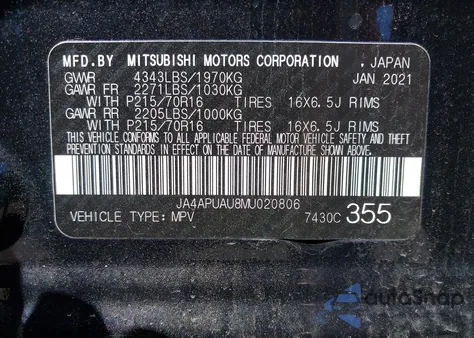 MFD.BY MITSUBISHI MOTORS CORPORATION , JAPAN
GWWR 4343LBS/1970KG JAN 2021
GAWR FR 2271LBS/1030KG
WITH P215/70R16 TIRES 16X6.5J RIMS
GAWR RR 2205LBS/1000KG
WITH P215/70R16 TIRES 16X6.5J RIMS
THIS VEHICLE CONFORMS TO ALL APPLICABLE FEDERAL MOTOR VEHICLE SAFETY AND THEFT
PREVENTION STANDARDS IN EFFECT ON THE DATE OF MANUFACTURE SHOWN ABOVE.
JA4APUAU8MU020806
VEHICLE TYPE:MPV 7430C 355
autoSnap